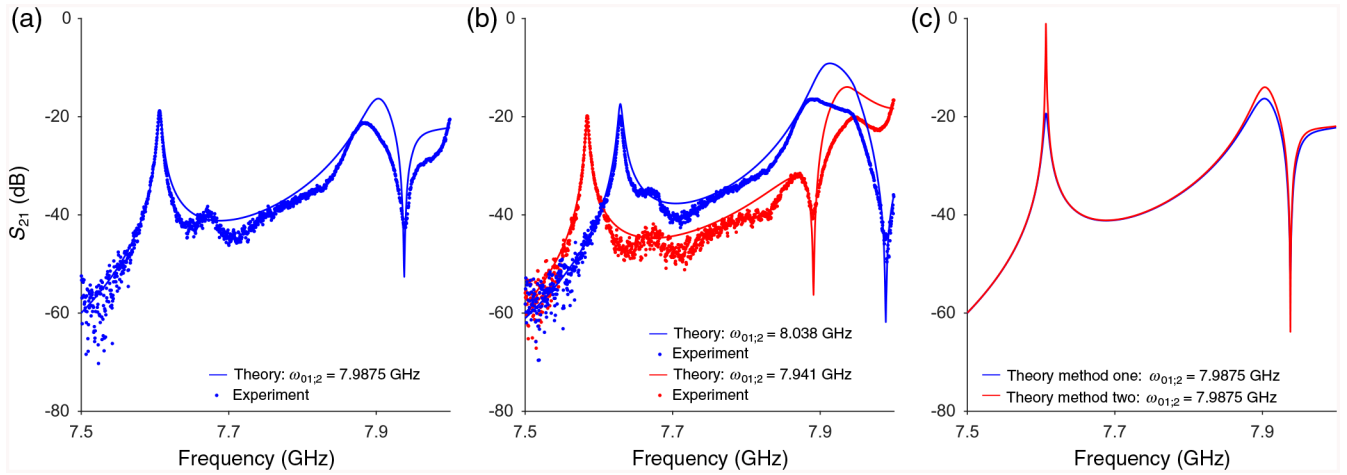 (a)
0
-20
-40
-60
-80
S21 (dB)
7.5
7.7
7.9
Frequency (GHz)
Theory: ω01;2 = 7.9875 GHz
Experiment
(b)
0
-20
-40
-60
-80
7.5
7.7
7.9
Frequency (GHz)
Theory: ω01;2 = 8.038 GHz
Experiment
Theory: ω01;2 = 7.941 GHz
Experiment
(c)
0
-20
-40
-60
-80
7.5
7.7
7.9
Frequency (GHz)
Theory method one: ω01;2 = 7.9875 GHz
Theory method two: ω01;2 = 7.9875 GHz